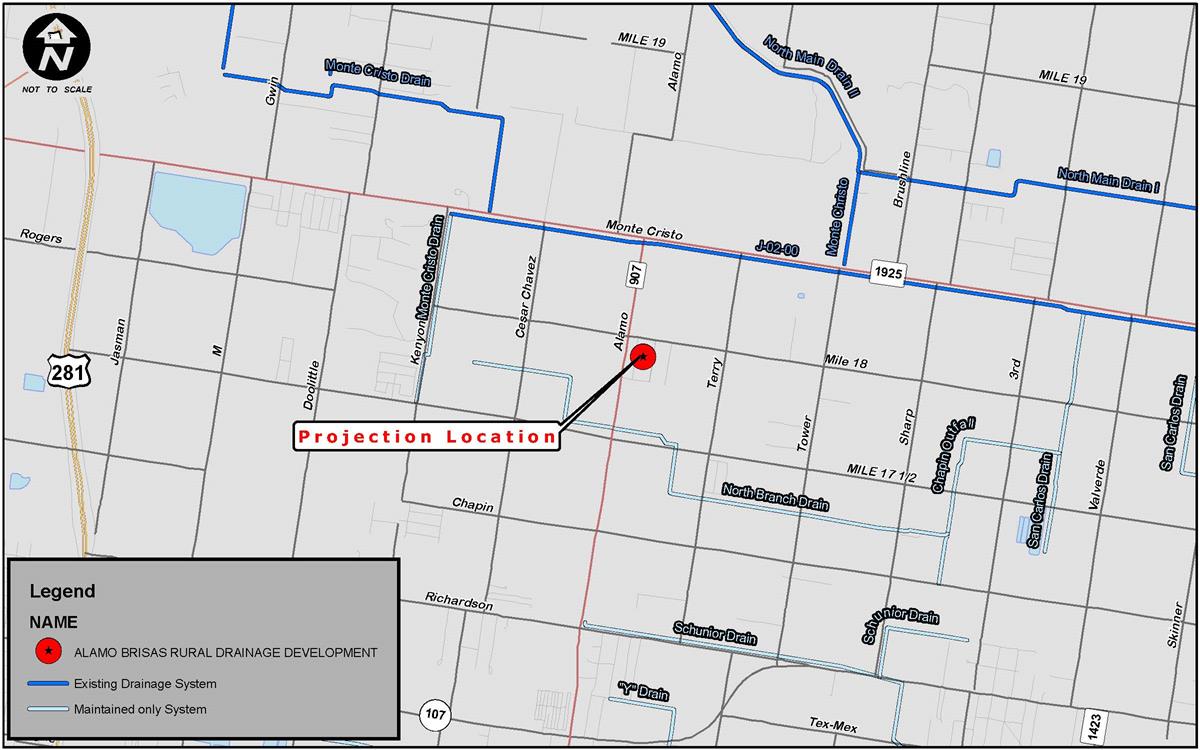 N
NOT TO SCALE
MILE 19
Alamo
North Main Drain II
MILE 19
Gwin
Monte Cristo Drain
Brushline
North Main Drain I
Monte Christo
Rogers
Monte Cristo
J-02-00
1925
907
Monte Cristo Drain
Kenyon
Cesar Chavez
Alamo
Jasman
M
Doolittle
281
Terry
Mile 18
3rd
Projection Location
Tower
Sharp
Chapin Outfall
San Carlos Drain
MILE 17 1/2
North Branch Drain
San Carlos Drain
Valverde
Chapin
Richardson
Schunior Drain
Schunior Drain
Skinner
"Y" Drain
107
Tex-Mex
1423
Legend
NAME
ALAMO BRISAS RURAL DRAINAGE DEVELOPMENT
Existing Drainage System
Maintained only System